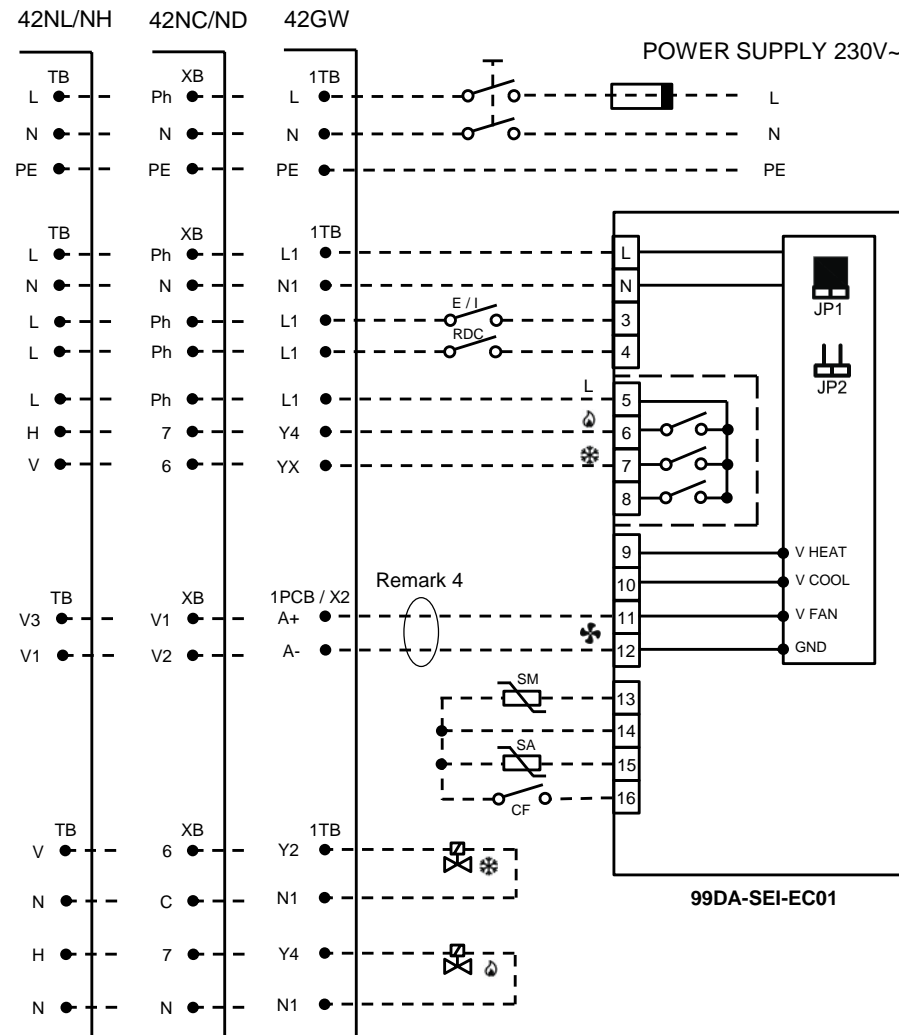 42NL/NH 42NC/ND 42GW
POWER SUPPLY 230V~
TB XB 1TB
L Ph L L
N N N N
PE PE PE PE
TB XB 1TB
L Ph L1 L
N N N1 N
JP1
E / I
L Ph L1 3
RDC
L Ph L1 4
JP2
L
L Ph L1 5
H 7 Y4 6
V 6 YX 7
8
9 V HEAT
10 V COOL
Remark 4
TB XB 1PCB / X2
V3 V1 A+ 11 V FAN
V1 V2 A- 12 GND
SM
13
14
SA
15
16
CF
TB XB 1TB
V 6 Y2
N C N1
99DA-SEI-EC01
H 7 Y4
N N N1